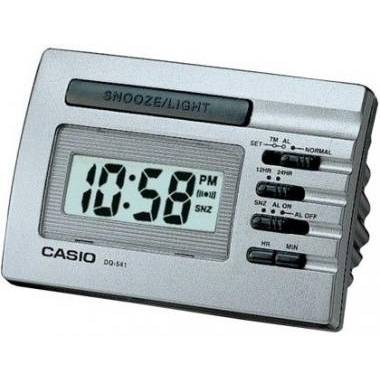 SNOOZE/LIGHT
TM AL
SET NORMAL
12HR 24HR
10:58 PM
SNZ
SNZ AL ON
AL OFF
HR MIN
CASIO
DQ-541